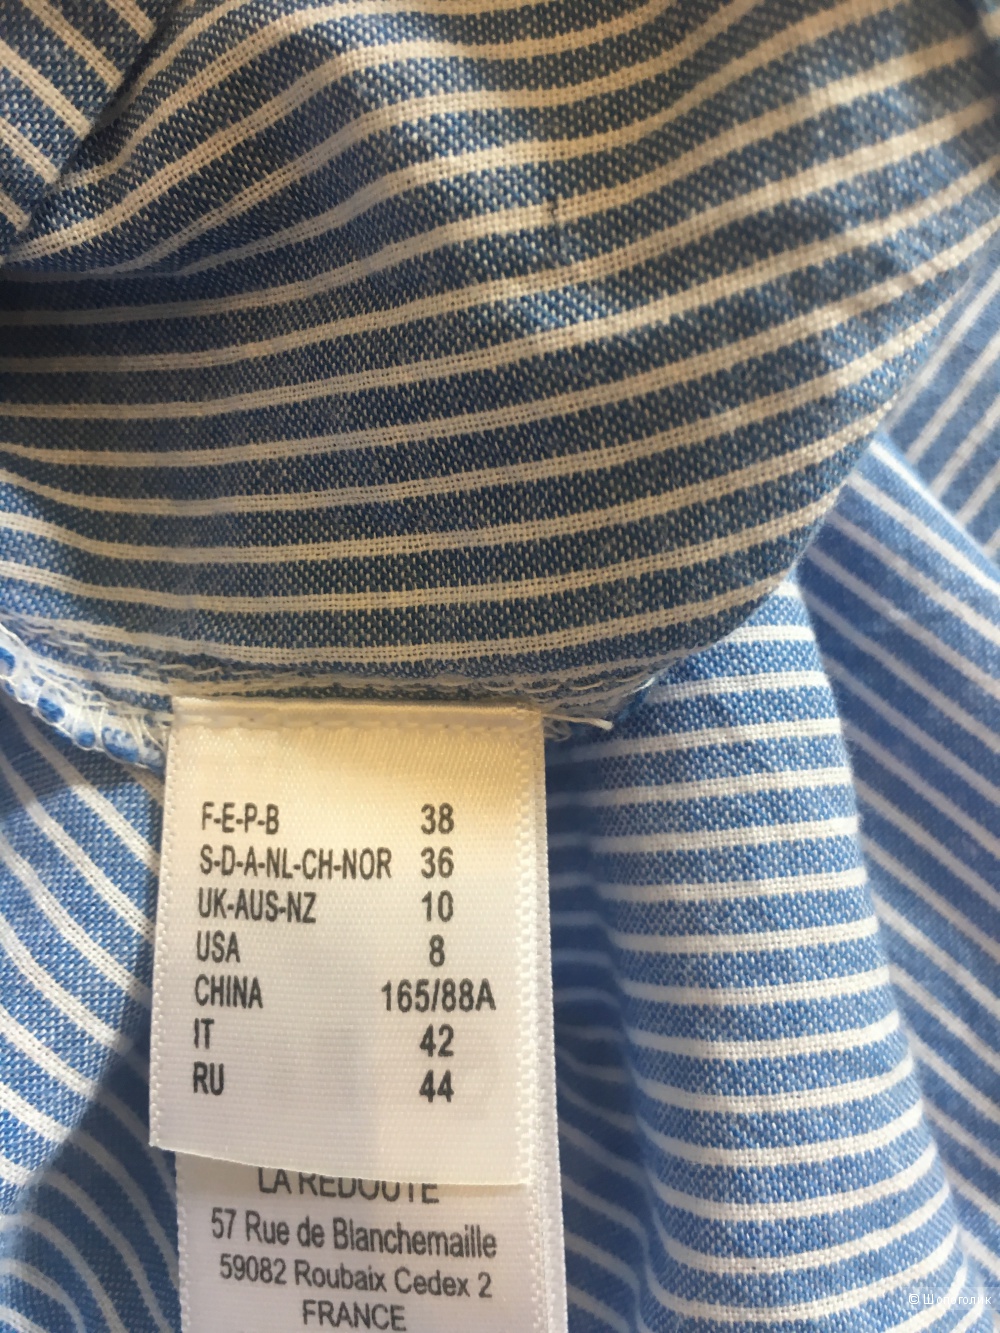 F-E-P-B 38
S-D-A-NL-CH-NOR 36
UK-AUS-NZ 10
USA 8
CHINA 165/88A
IT 42
RU 44
LA REDOUTE
57 Rue de Blanchemaille
59082 Roubaix Cedex 2
FRANCE
© Шопоголик